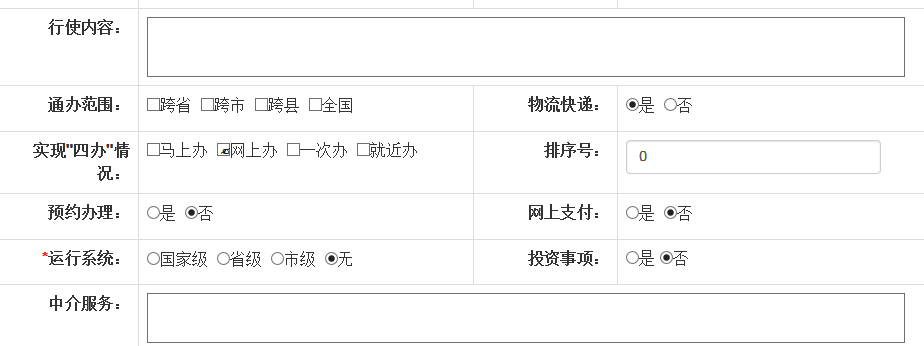 行使内容：
通办范围： 跨省 跨市 跨县 全国 物流快递： 是 否
实现"四办"情 马上办 网上办 一次办 就近办 排序号： 0
况：
预约办理： 是 否 网上支付： 是 否
*运行系统： 国家级 省级 市级 无 投资事项： 是 否
中介服务：